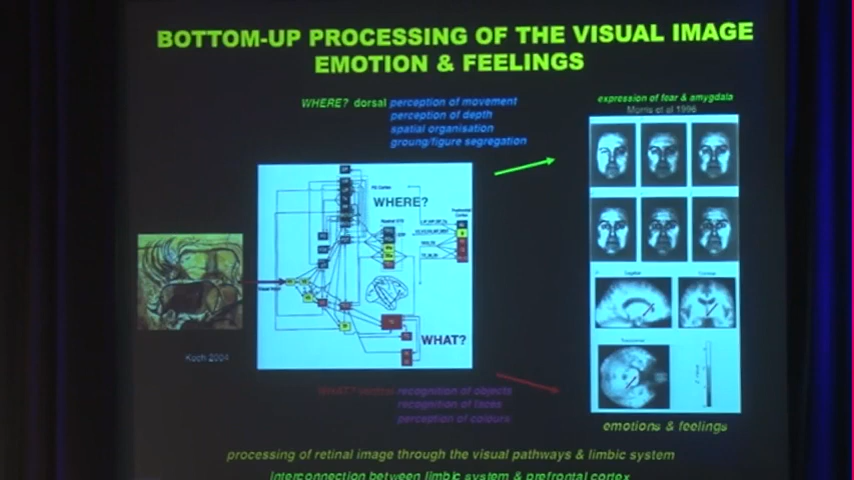 BOTTOM-UP PROCESSING OF THE VISUAL IMAGE
EMOTION & FEELINGS
WHERE? dorsal perception of movement
perception of depth
spatial organisation
groung/figure segregation
expression of fear & amygdala
Morris et al 1996
WHERE?
WHAT?
Koch 2004
WHAT? ventral recognition of objects
recognition of faces
perception of colours
emotions & feelings
processing of retinal image through the visual pathways & limbic system
interconnection between limbic system & prefrontal cortex